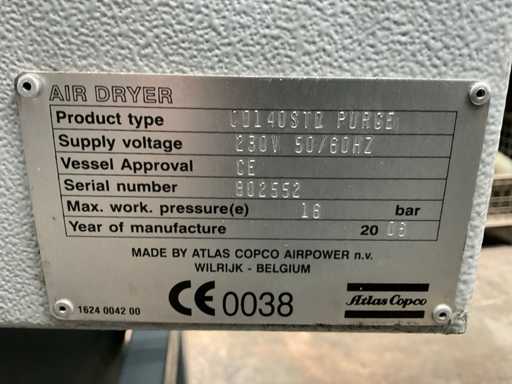 AIR DRYER
Product type CD140STD PURGE
Supply voltage 230V 50/60HZ
Vessel Approval CE
Serial number 902552
Max. work. pressure(e) 16 bar
Year of manufacture 20 06
MADE BY ATLAS COPCO AIRPOWER n.v.
WILRIJK - BELGIUM
1624 0042 00 CE 0038 Atlas Copco